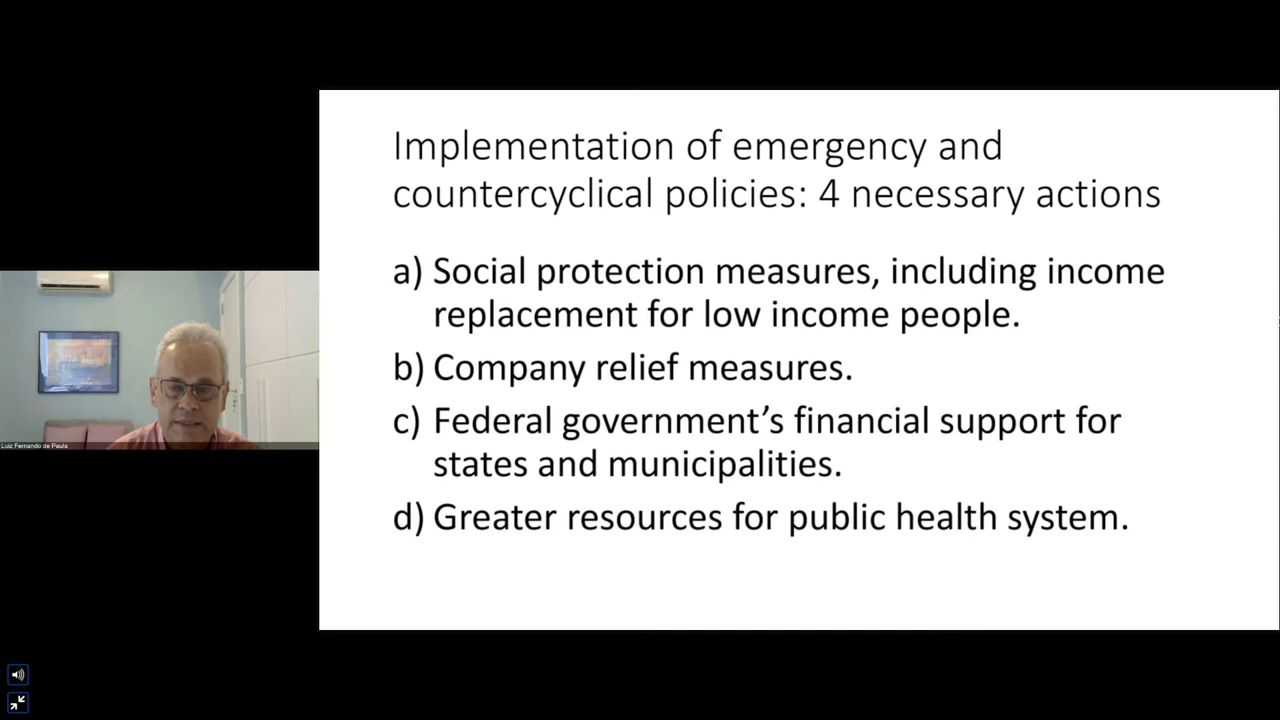 Implementation of emergency and
countercyclical policies: 4 necessary actions
a) Social protection measures, including income
replacement for low income people.
b) Company relief measures.
c) Federal government’s financial support for
states and municipalities.
d) Greater resources for public health system.
Luiz Fernando de Paula